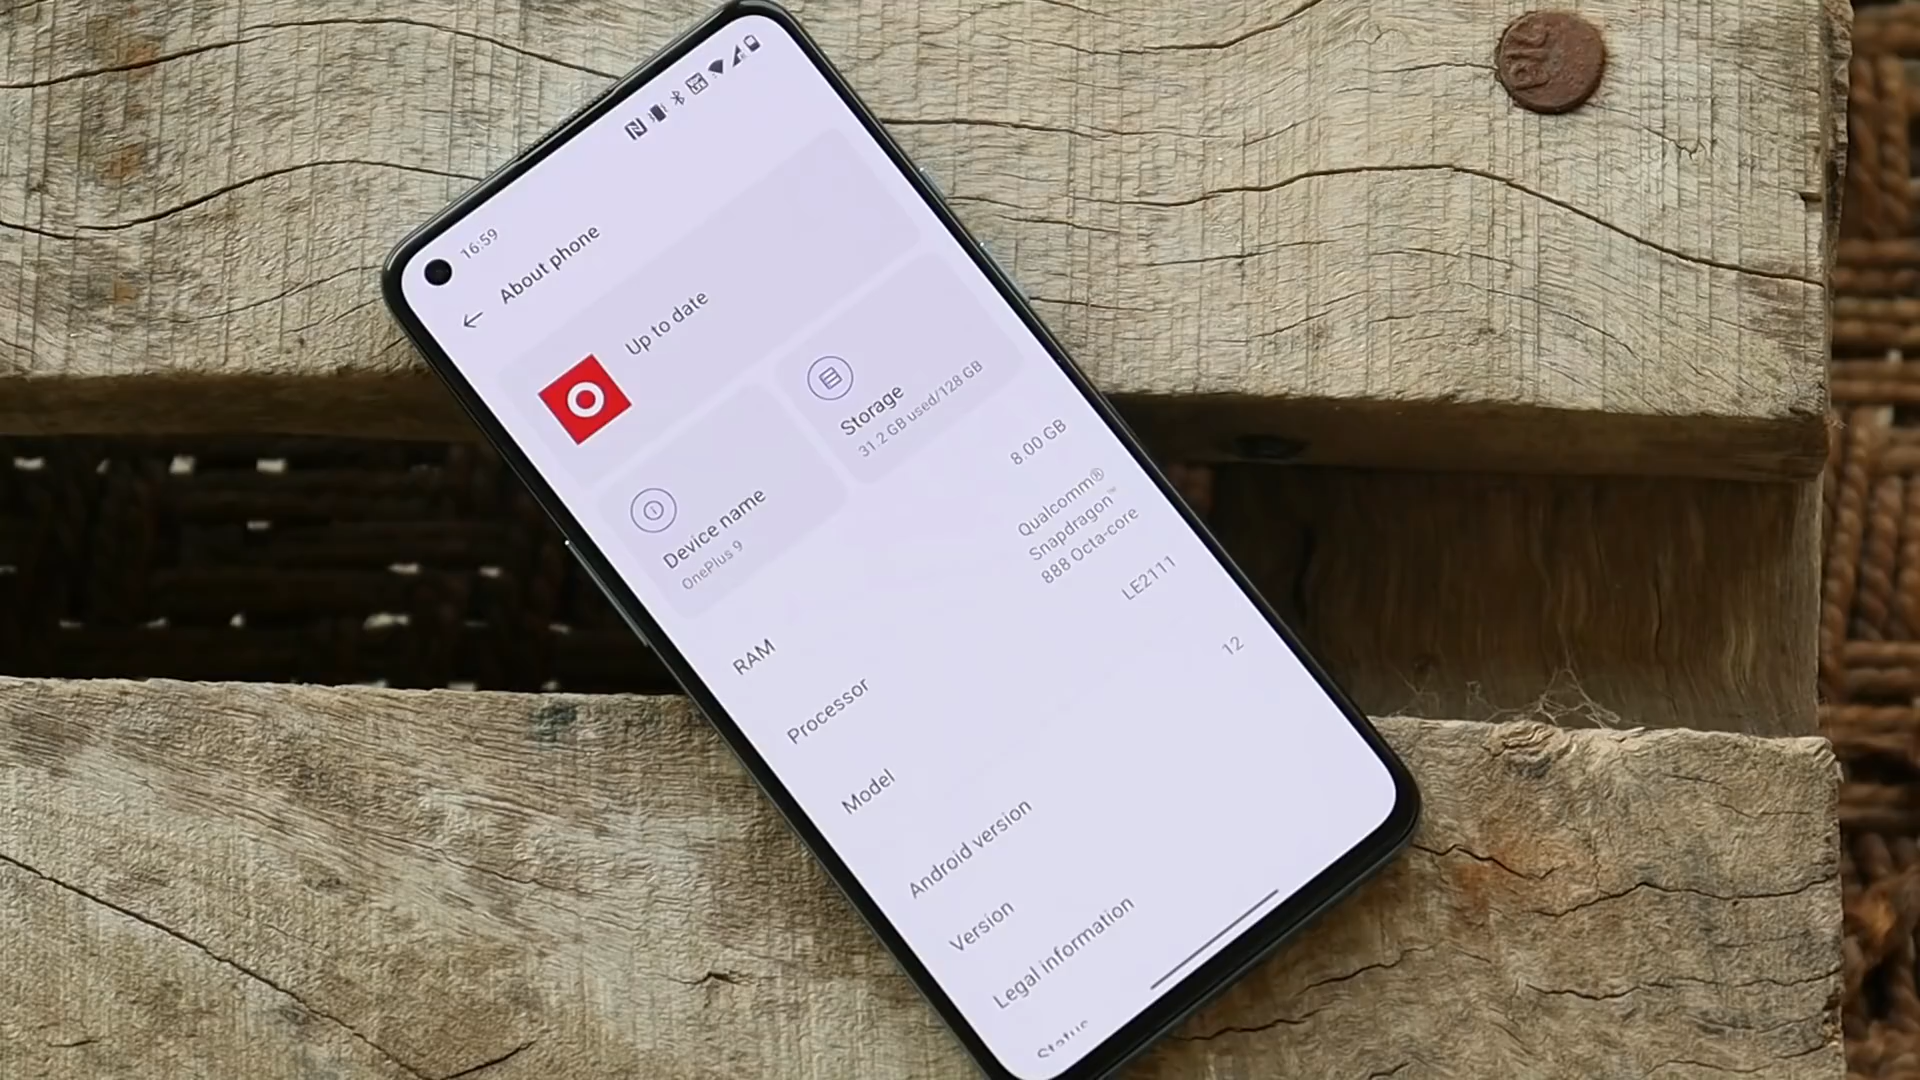 16:59
About phone
Up to date
Device name
OnePlus 9
Storage
31.2 GB used/128 GB
RAM
8.00 GB
Processor
Qualcomm®
Snapdragon™
888 Octa-core
Model
LE2111
Android version
12
Version
Legal information
Status